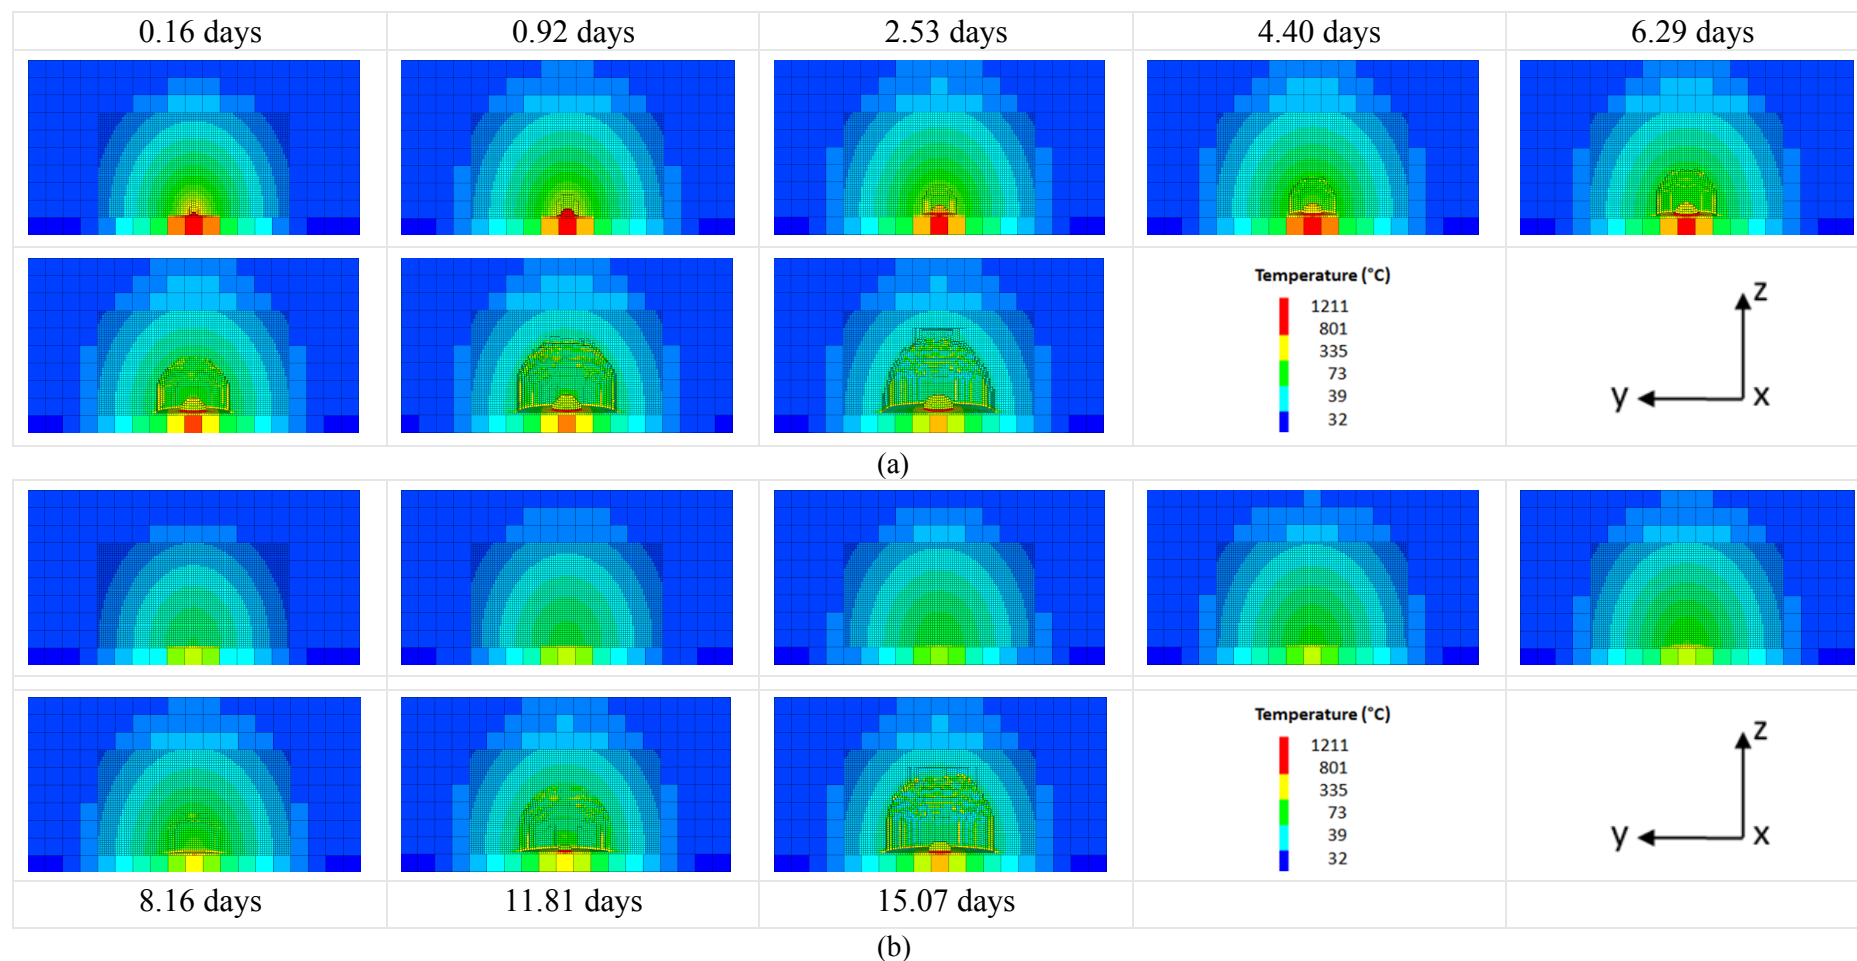 0.16 days 0.92 days 2.53 days 4.40 days 6.29 days
Temperature (°C)
1211
801
335
73
39
32
z
y x
(a)
Temperature (°C)
1211
801
335
73
39
32
z
y x
8.16 days 11.81 days 15.07 days
(b)